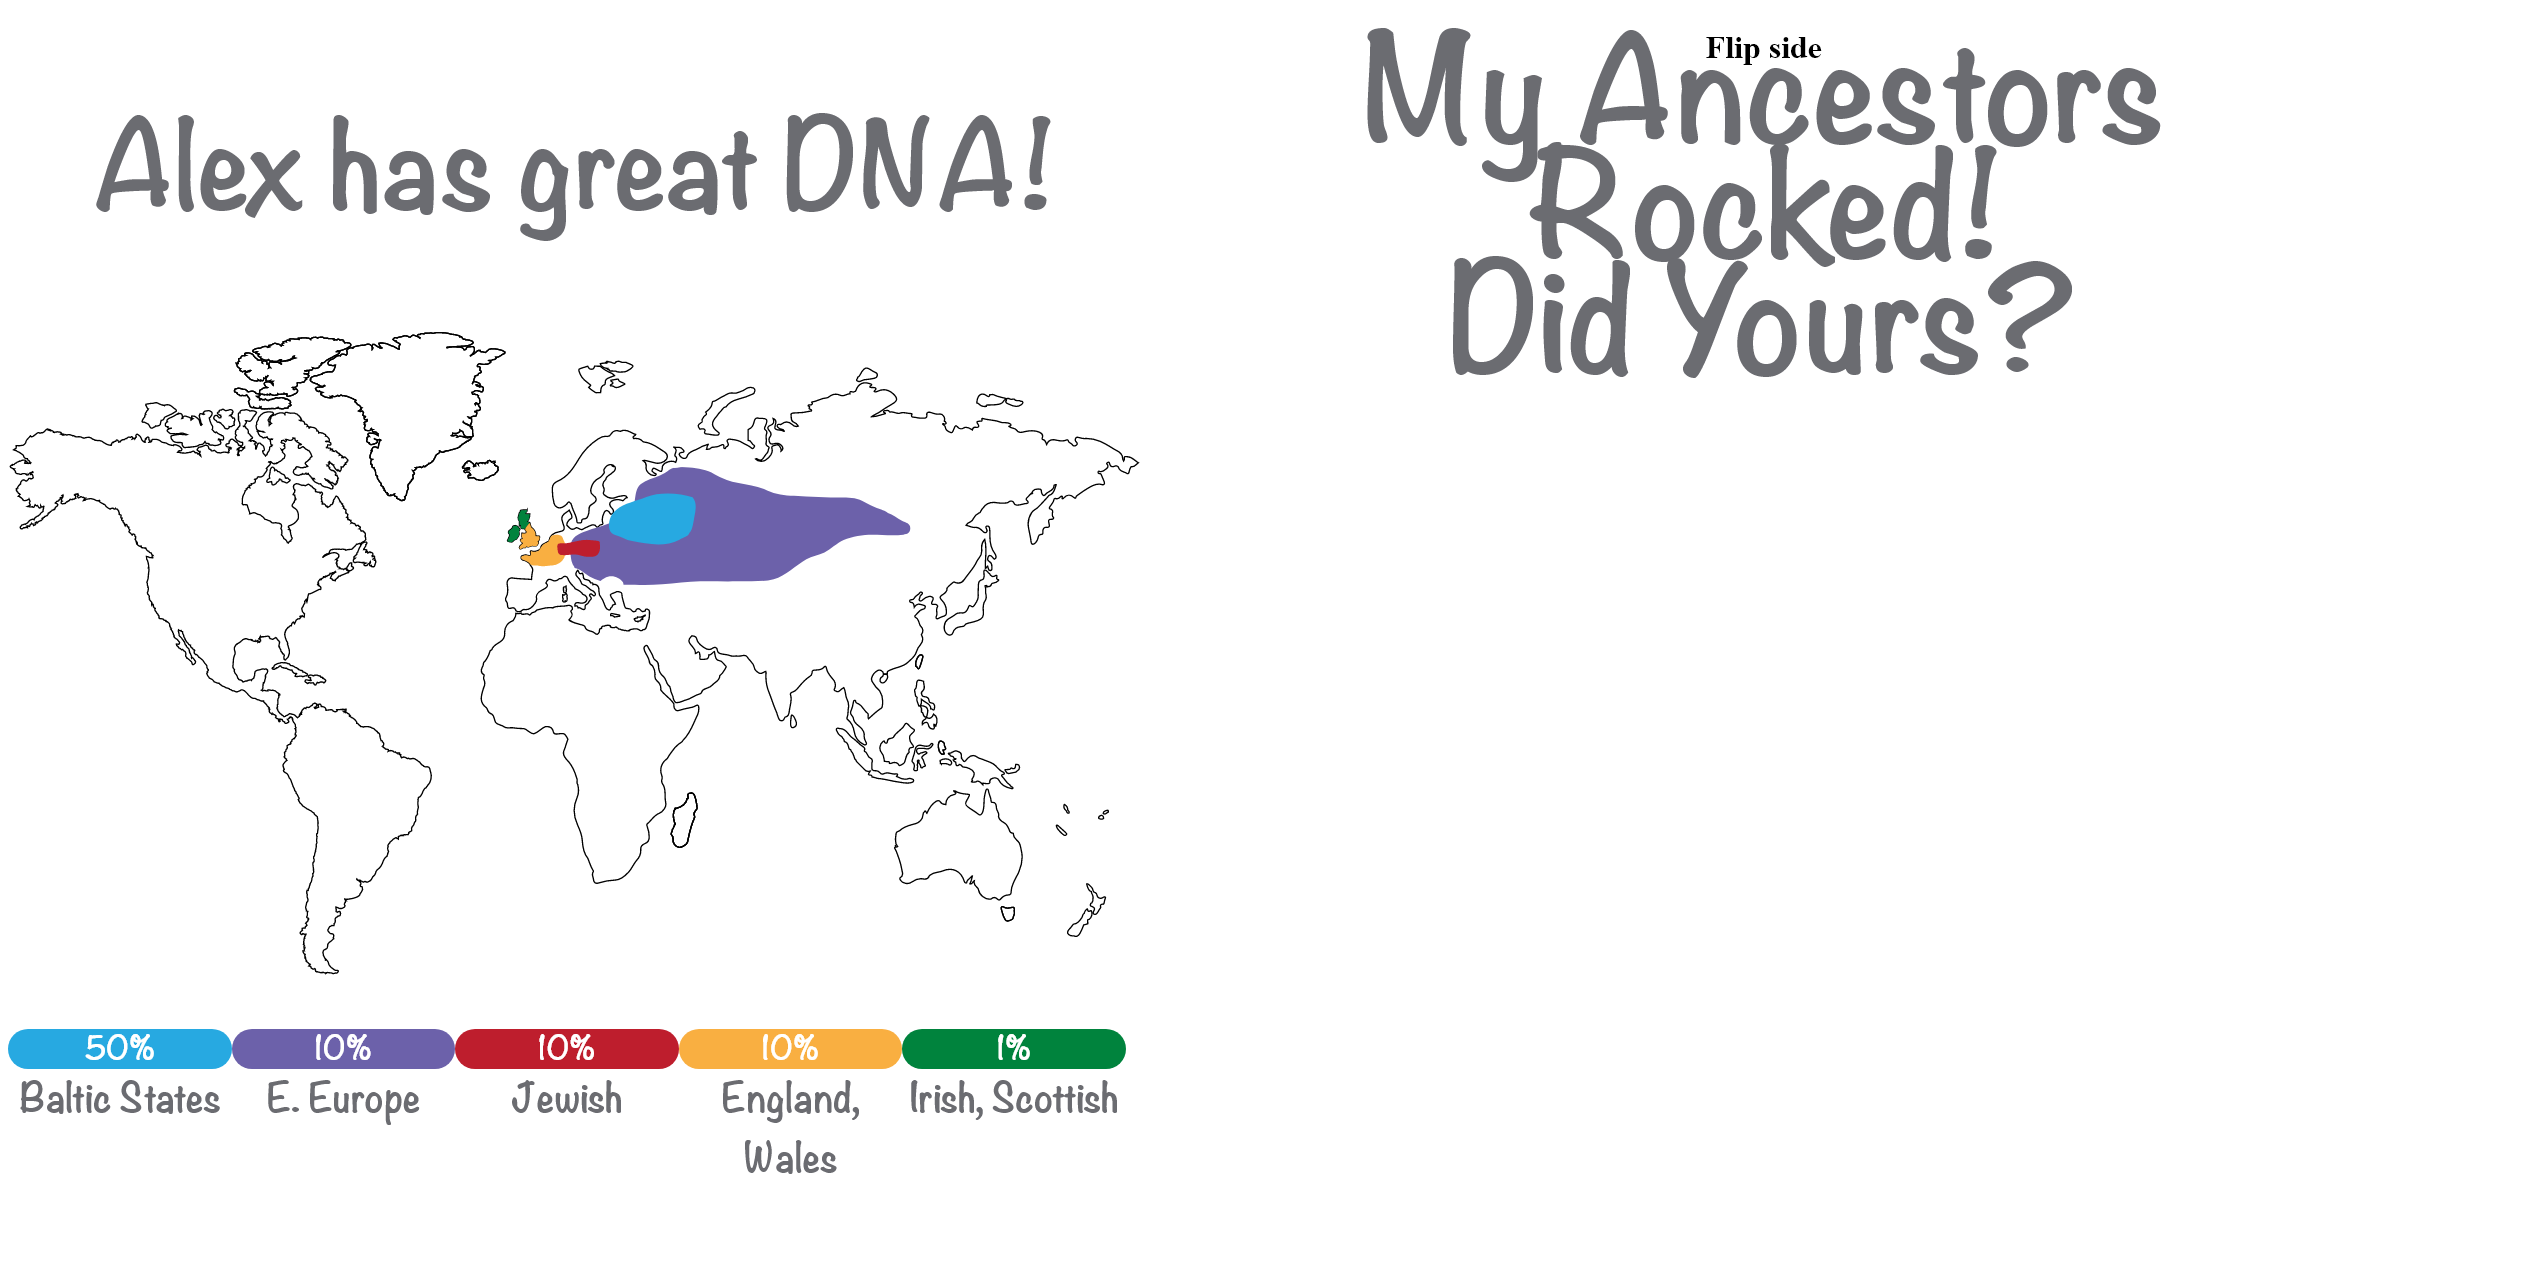 Alex has great DNA!
50%
10%
10%
10%
1%
Baltic States
E. Europe
Jewish
England,
Wales
Irish, Scottish
Flip side
My Ancestors
Rocked!
Did Yours?